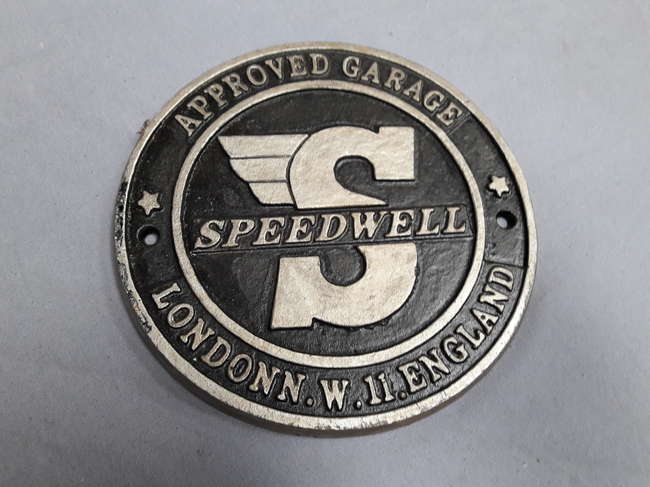 APPROVED GARAGE
S
SPEEDWELL
LONDONN.W.11.ENGLAND